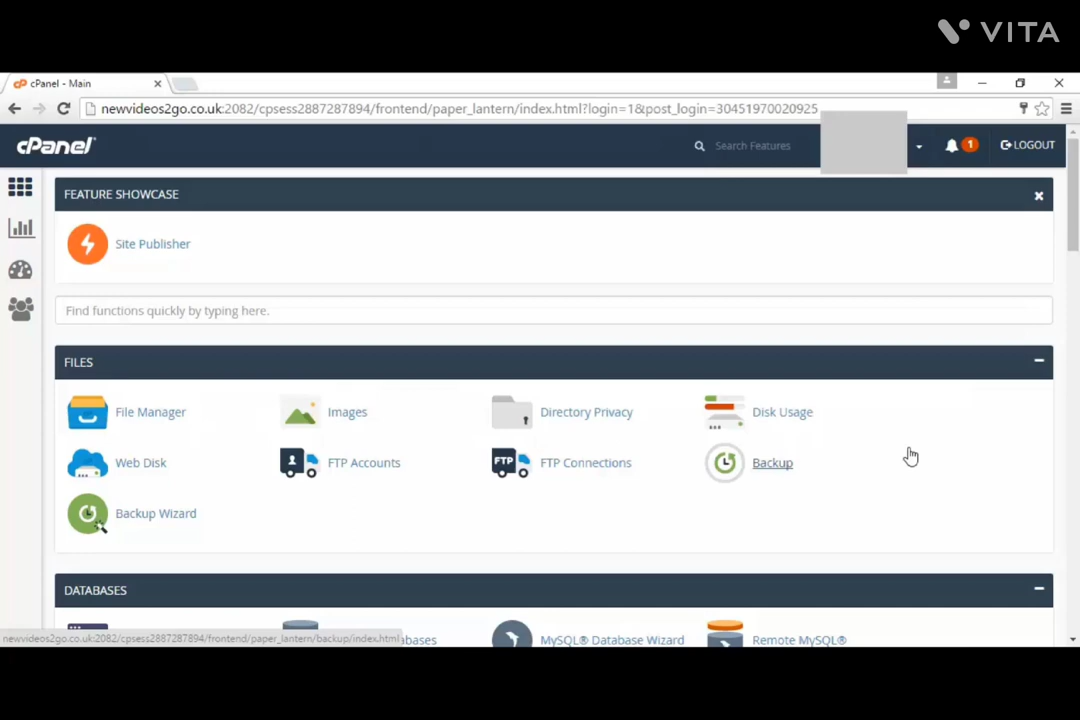 VITA
cPanel - Main
newvideos2go.co.uk:2082/cpsess2887287894/frontend/paper_lantern/index.html?login=1&post_login=30451970020925
cPanel
Search Features
1
LOGOUT
FEATURE SHOWCASE
Site Publisher
Find functions quickly by typing here.
FILES
File Manager
Images
Directory Privacy
Disk Usage
Web Disk
FTP Accounts
FTP
FTP Connections
Backup
Backup Wizard
DATABASES
newvideos2go.co.uk:2082/cpsess2887287894/frontend/paper_lantern/backup/index.html
MySQL® Database Wizard
Remote MySQL®